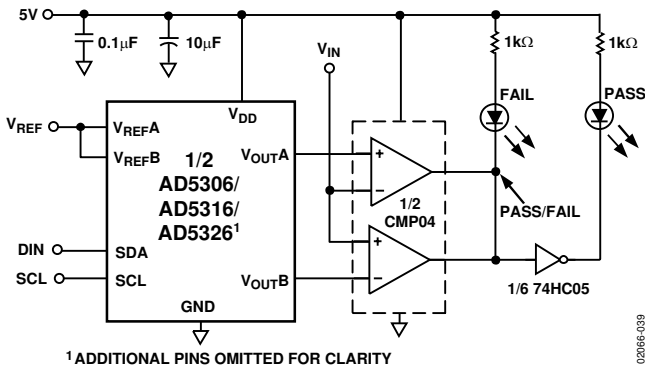 5V
0.1µF
10µF
VIN
1kΩ
1kΩ
FAIL
PASS
VREF
VREFA
VREFB
VDD
1/2
AD5306/
AD5316/
AD5326¹
VOUTA
VOUTB
+
–
1/2
CMP04
+
–
PASS/FAIL
DIN
SDA
SCL
SCL
GND
1/6 74HC05
¹ADDITIONAL PINS OMITTED FOR CLARITY
02066-039